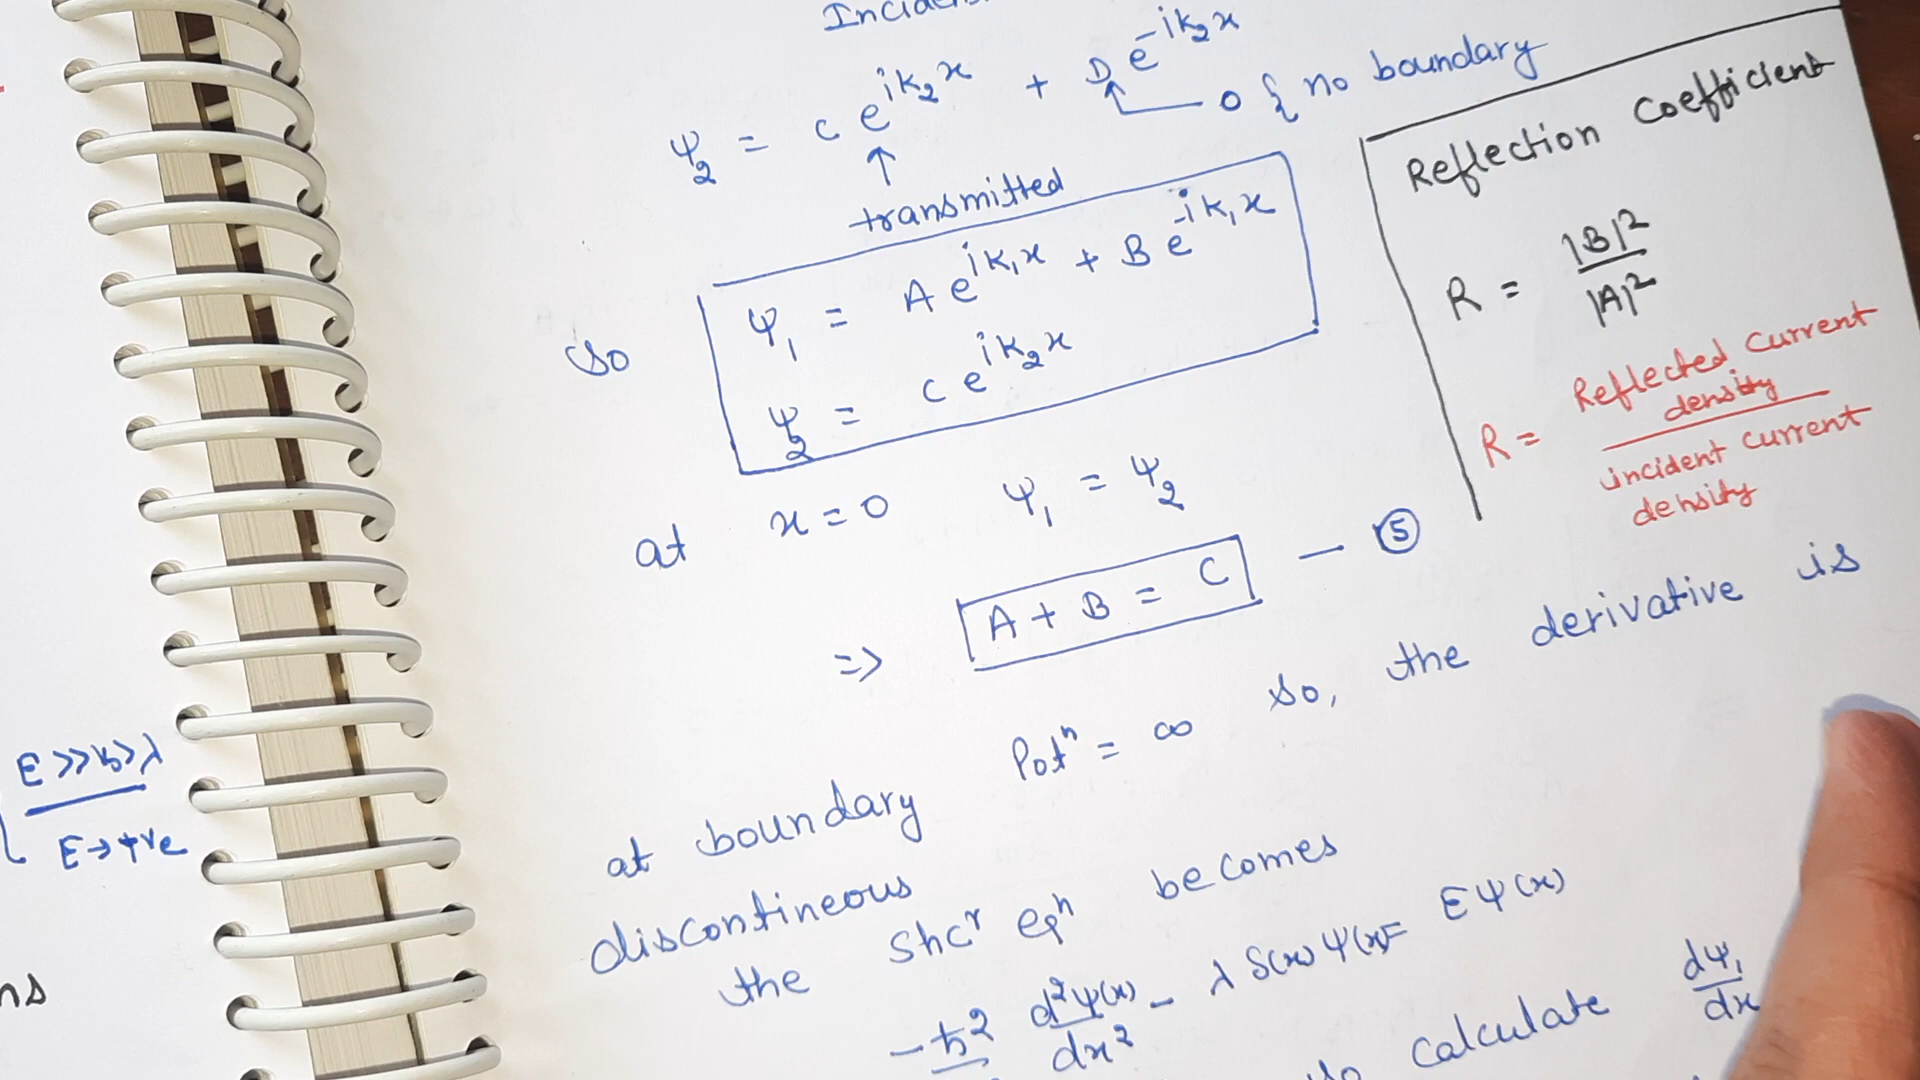 ψ₂ = C e^{ik₂x} + D e^{-ik₂x}
0 { no boundary
↑
transmitted
So
ψ₁ = A e^{ik₁x} + B e^{-ik₁x}
ψ₂ = C e^{ik₂x}
at x = 0 ψ₁ = ψ₂
=> A + B = C — ⑤
at boundary Potⁿ = ∞ so, the derivative is
discontineous
the Shcʳ eqⁿ becomes
-ħ² d²ψ(x) - λ δ(x) ψ(x) = Eψ(x)
dx²
calculate dψ₁
dx
Reflection Coefficient
R = |B|²
|A|²
R = Reflected current
density
incident current
density
E >> b > λ
E → +ve